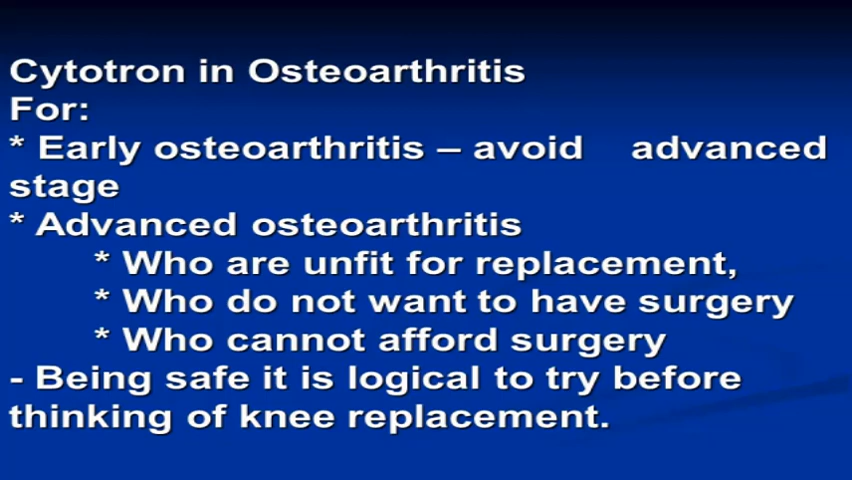 Cytotron in Osteoarthritis
For:
* Early osteoarthritis – avoid advanced
stage
* Advanced osteoarthritis
* Who are unfit for replacement,
* Who do not want to have surgery
* Who cannot afford surgery
- Being safe it is logical to try before
thinking of knee replacement.